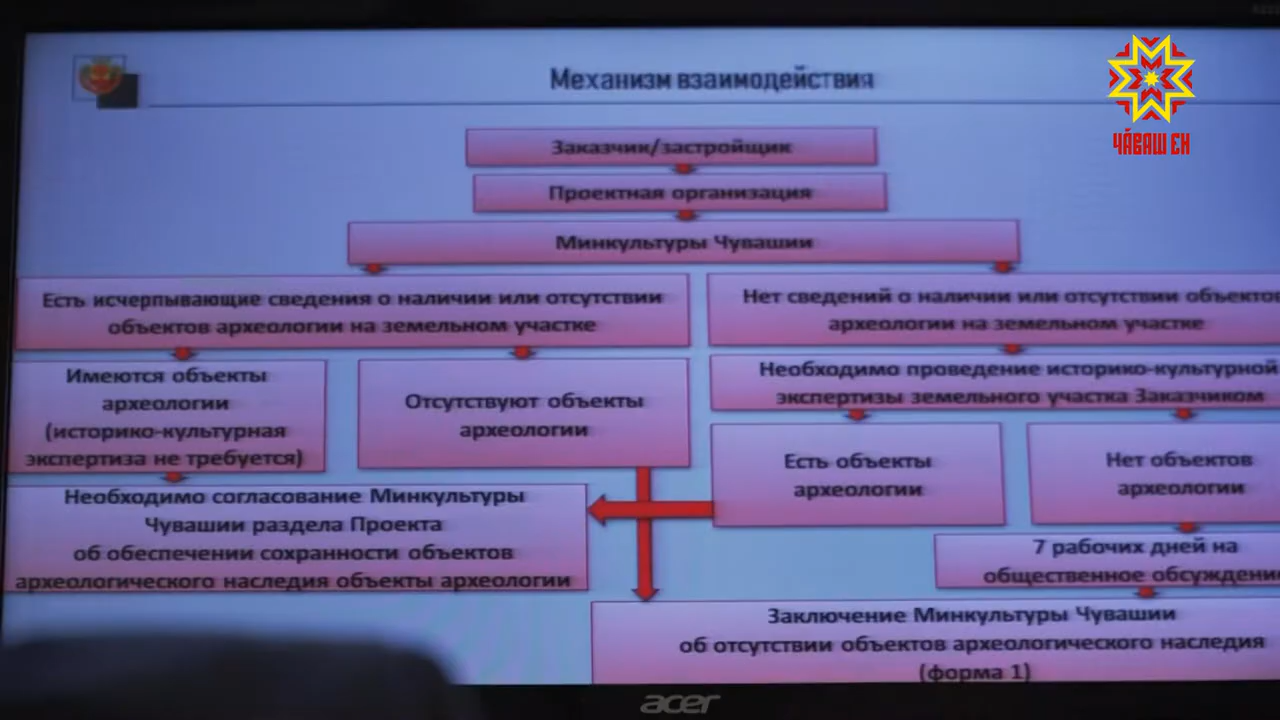 Механизм взаимодействия
ЧĂВАШ ЕН
Заказчик/застройщик
Проектная организация
Минкультуры Чувашии
Есть исчерпывающие сведения о наличии или отсутствии
объектов археологии на земельном участке
Нет сведений о наличии или отсутствии объектов
археологии на земельном участке
Имеются объекты
археологии
(историко-культурная
экспертиза не требуется)
Отсутствуют объекты
археологии
Необходимо проведение историко-культурной
экспертизы земельного участка Заказчиком
Есть объекты
археологии
Нет объектов
археологии
Необходимо согласование Минкультуры
Чувашии раздела Проекта
об обеспечении сохранности объектов
археологического наследия объекты археологии
7 рабочих дней на
общественное обсуждение
Заключение Минкультуры Чувашии
об отсутствии объектов археологического наследия
(форма 1)
acer